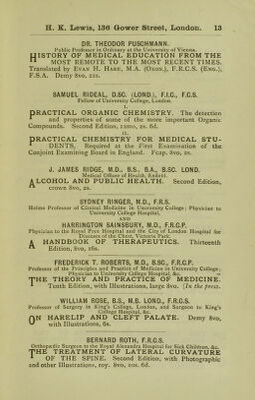 H. K. Lewis, 136 Gower Street, London. 13
DR. THEODOR PUSCHMANN.
Public Professor in Ordinary at the University of Vienna.
HISTORY OF MEDICAL EDUCATION FROM THE
MOST REMOTE TO THE MOST RECENT TIMES.
Translated by EVAN H. HARE, M.A. (OXON.), F.R.C.S. (ENG.),
F.S.A. Demy 8vo, 21s.
SAMUEL RIDEAL, D.SC. (LOND.), F.I.C., F.C.S.
Fellow of University College, London.
I.
PRACTICAL ORGANIC CHEMISTRY. The detection
and properties of some of the more important Organic
Compounds. Second Edition, 12mo, 2s. 6d.
II.
PRACTICAL CHEMISTRY FOR MEDICAL STU-
DENTS, Required at the First Examination of the
Conjoint Examining Board in England. Fcap. 8vo, 2s.
J. JAMES RIDGE, M.D., B.S., B.A., B.SC. LOND.
Medical Officer of Health, Enfield.
ALCOHOL AND PUBLIC HEALTH. Second Edition,
crown 8vo, 2s.
SYDNEY RINGER, M.D., F.R.S.
Holme Professor of Clinical Medicine in University College; Physician to
University College Hospital,
AND
HARRINGTON SAINSBURY, M.D., F.R.C.P.
Physician to the Royal Free Hospital and the City of London Hospital for
Diseases of the Chest, Victoria Park.
A HANDBOOK OF THERAPEUTICS. Thirteenth
Edition, 8vo, 16s.
FREDERICK T. ROBERTS, M.D., B.SC., F.R.C.P.
Professor of the Principles and Practice of Medicine in University College;
Physician to University College Hospital, &c.
THE THEORY AND PRACTICE OF MEDICINE.
Tenth Edition, with Illustrations, large 8vo. [In the press.
WILLIAM ROSE, B.S., M.B. LOND., F.R.C.S.
Professor of Surgery in King's College, London, and Surgeon to King's
College Hospital, &c.
ON HARELIP AND CLEFT PALATE. Demy 8vo,
with Illustrations, 6s.
BERNARD ROTH, F.R.C.S.
Orthopædic Surgeon to the Royal Alexandra Hospital for Sick Children, &c.
THE TREATMENT OF LATERAL CURVATURE
OF THE SPINE. Second Edition, with Photographic
and other Illustrations, roy. 8vo, 10s. 6d.